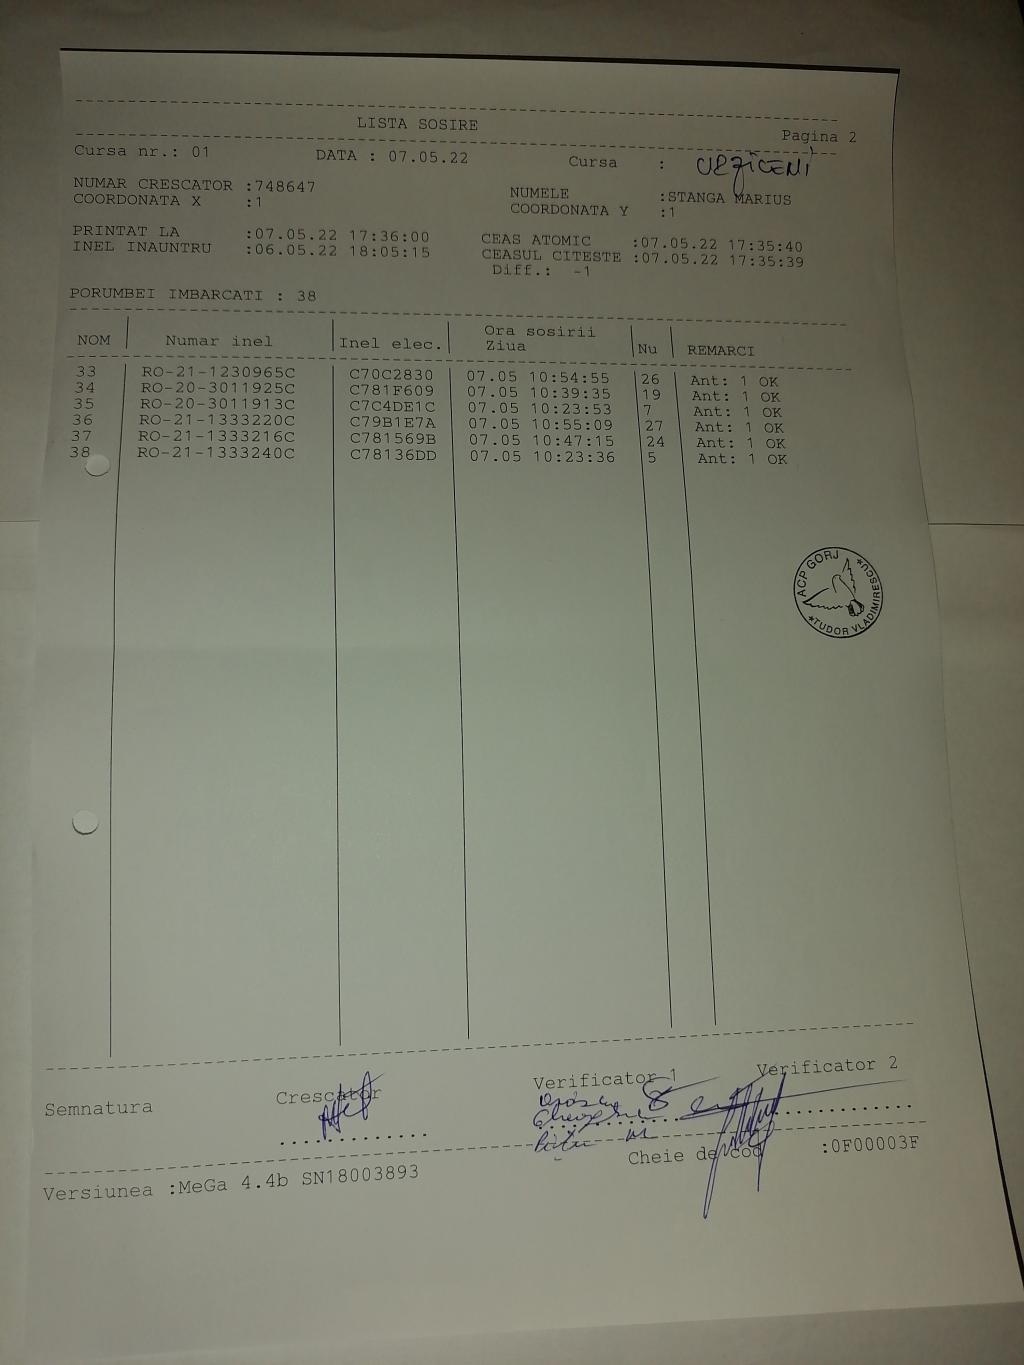 LISTA SOSIRE
Pagina 2
Cursa nr.: 01 DATA : 07.05.22 Cursa : URZICENI
NUMAR CRESCATOR :748647 NUMELE :STANGA MARIUS
COORDONATA X :1 COORDONATA Y :1
PRINTAT LA :07.05.22 17:36:00 CEAS ATOMIC :07.05.22 17:35:40
INEL INAUNTRU :06.05.22 18:05:15 CEASUL CITESTE :07.05.22 17:35:39
Diff.: -1
PORUMBEI IMBARCATI : 38
NOM Numar inel Inel elec. Ora sosirii Ziua Nu REMARCI
33 RO-21-1230965C C70C2830 07.05 10:54:55 26 Ant: 1 OK
34 RO-20-3011925C C781F609 07.05 10:39:35 19 Ant: 1 OK
35 RO-20-3011913C C7C4DE1C 07.05 10:23:53 7 Ant: 1 OK
36 RO-21-1333220C C79B1E7A 07.05 10:55:09 27 Ant: 1 OK
37 RO-21-1333216C C781569B 07.05 10:47:15 24 Ant: 1 OK
38 RO-21-1333240C C78136DD 07.05 10:23:36 5 Ant: 1 OK
ACP GORJ
*TUDOR VLADIMIRESCU*
Semnatura Crescator Verificator 1 Verificator 2
Cheie de cod :0F00003F
Versiunea :MeGa 4.4b SN18003893